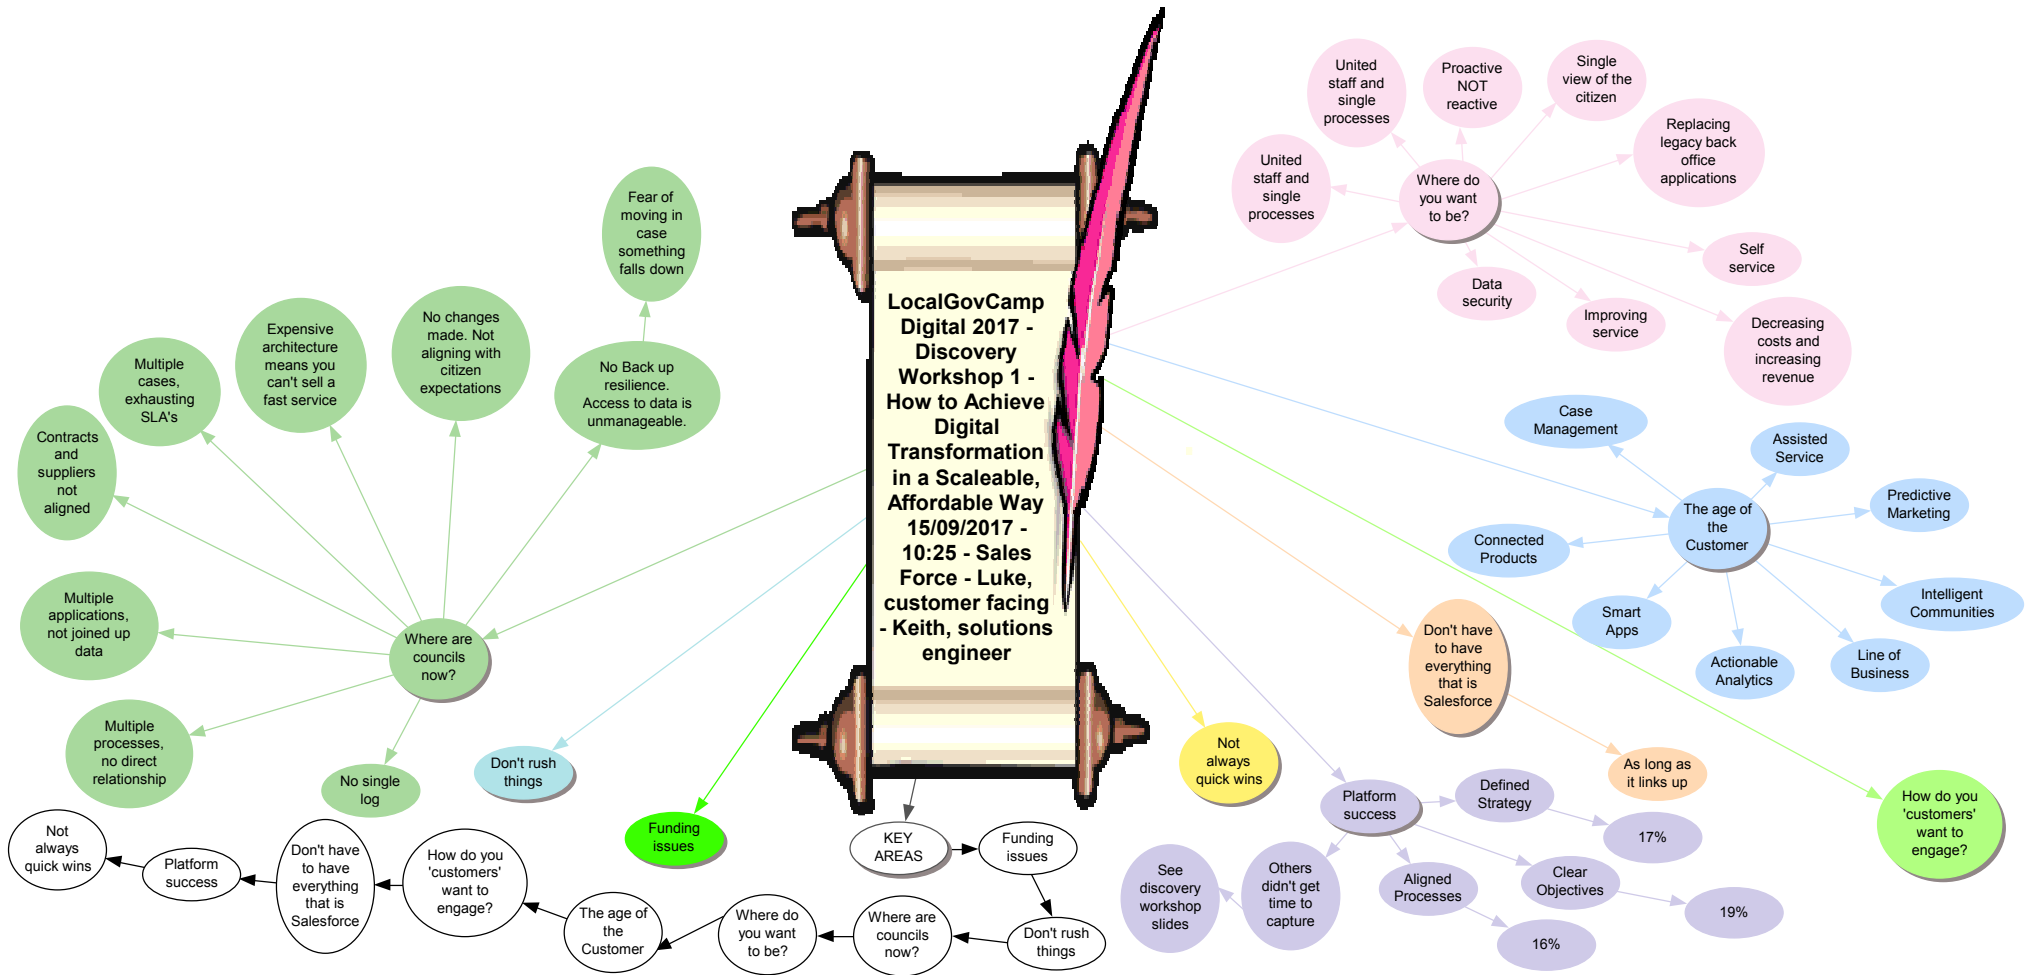 LocalGovCamp
Digital 2017 -
Discovery
Workshop 1 -
How to Achieve
Digital
Transformation
in a Scaleable,
Affordable Way
15/09/2017 -
10:25 - Sales
Force - Luke,
customer facing
- Keith, solutions
engineer
Where do
you want
to be?
United
staff and
single
processes
United
staff and
single
processes
Proactive
NOT
reactive
Single
view of the
citizen
Replacing
legacy back
office
applications
Self
service
Decreasing
costs and
increasing
revenue
Improving
service
Data
security
The age of
the
Customer
Case
Management
Assisted
Service
Predictive
Marketing
Intelligent
Communities
Line of
Business
Actionable
Analytics
Smart
Apps
Connected
Products
How do you
'customers'
want to
engage?
Don't have
to have
everything
that is
Salesforce
As long as
it links up
Platform
success
Defined
Strategy
17%
Clear
Objectives
19%
Aligned
Processes
16%
Others
didn't get
time to
capture
See
discovery
workshop
slides
Not
always
quick wins
KEY
AREAS
Funding
issues
Don't rush
things
Where are
councils
now?
Where do
you want
to be?
The age of
the
Customer
How do you
'customers'
want to
engage?
Don't have
to have
everything
that is
Salesforce
Platform
success
Not
always
quick wins
Funding
issues
Don't rush
things
Where are
councils
now?
No single
log
Multiple
processes,
no direct
relationship
Multiple
applications,
not joined up
data
Contracts
and
suppliers
not
aligned
Multiple
cases,
exhausting
SLA's
Expensive
architecture
means you
can't sell a
fast service
No changes
made. Not
aligning with
citizen
expectations
No Back up
resilience.
Access to data is
unmanageable.
Fear of
moving in
case
something
falls down